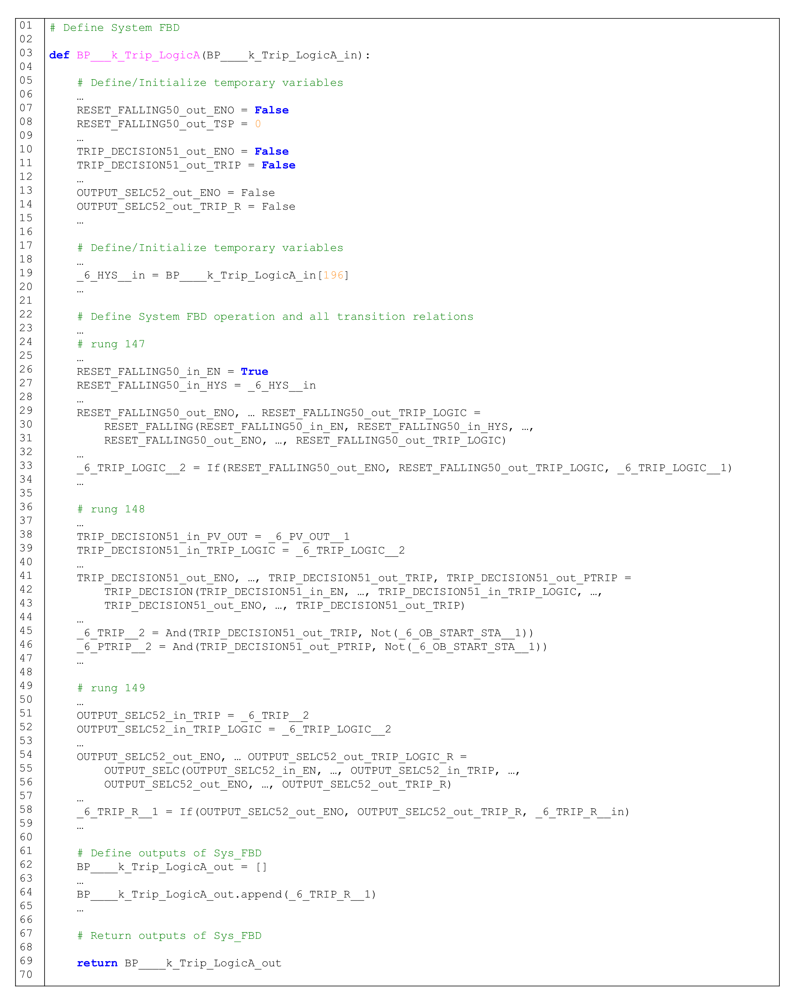 01 # Define System FBD
02
03 def BP___k_Trip_LogicA(BP____k_Trip_LogicA_in):
04
05     # Define/Initialize temporary variables
06     …
07     RESET_FALLING50_out_ENO = False
08     RESET_FALLING50_out_TSP = 0
09     …
10     TRIP_DECISION51_out_ENO = False
11     TRIP_DECISION51_out_TRIP = False
12     …
13     OUTPUT_SELC52_out_ENO = False
14     OUTPUT_SELC52_out_TRIP_R = False
15     …
16
17     # Define/Initialize temporary variables
18     …
19     _6_HYS__in = BP____k_Trip_LogicA_in[196]
20     …
21
22     # Define System FBD operation and all transition relations
23     …
24     # rung 147
25     …
26     RESET_FALLING50_in_EN = True
27     RESET_FALLING50_in_HYS = _6_HYS__in
28     …
29     RESET_FALLING50_out_ENO, … RESET_FALLING50_out_TRIP_LOGIC =
30         RESET_FALLING(RESET_FALLING50_in_EN, RESET_FALLING50_in_HYS, …,
31         RESET_FALLING50_out_ENO, …, RESET_FALLING50_out_TRIP_LOGIC)
32     …
33     _6_TRIP_LOGIC__2 = If(RESET_FALLING50_out_ENO, RESET_FALLING50_out_TRIP_LOGIC, _6_TRIP_LOGIC__1)
34     …
35
36     # rung 148
37     …
38     TRIP_DECISION51_in_PV_OUT = _6_PV_OUT__1
39     TRIP_DECISION51_in_TRIP_LOGIC = _6_TRIP_LOGIC__2
40     …
41     TRIP_DECISION51_out_ENO, …, TRIP_DECISION51_out_TRIP, TRIP_DECISION51_out_PTRIP =
42         TRIP_DECISION(TRIP_DECISION51_in_EN, …, TRIP_DECISION51_in_TRIP_LOGIC, …,
43         TRIP_DECISION51_out_ENO, …, TRIP_DECISION51_out_TRIP)
44     …
45     _6_TRIP__2 = And(TRIP_DECISION51_out_TRIP, Not(_6_OB_START_STA__1))
46     _6_PTRIP__2 = And(TRIP_DECISION51_out_PTRIP, Not(_6_OB_START_STA__1))
47     …
48
49     # rung 149
50     …
51     OUTPUT_SELC52_in_TRIP = _6_TRIP__2
52     OUTPUT_SELC52_in_TRIP_LOGIC = _6_TRIP_LOGIC__2
53     …
54     OUTPUT_SELC52_out_ENO, … OUTPUT_SELC52_out_TRIP_LOGIC_R =
55         OUTPUT_SELC(OUTPUT_SELC52_in_EN, …, OUTPUT_SELC52_in_TRIP, …,
56         OUTPUT_SELC52_out_ENO, …, OUTPUT_SELC52_out_TRIP_R)
57     …
58     _6_TRIP_R__1 = If(OUTPUT_SELC52_out_ENO, OUTPUT_SELC52_out_TRIP_R, _6_TRIP_R__in)
59     …
60
61     # Define outputs of Sys_FBD
62     BP____k_Trip_LogicA_out = []
63     …
64     BP____k_Trip_LogicA_out.append(_6_TRIP_R__1)
65     …
66
67     # Return outputs of Sys_FBD
68
69     return BP____k_Trip_LogicA_out
70